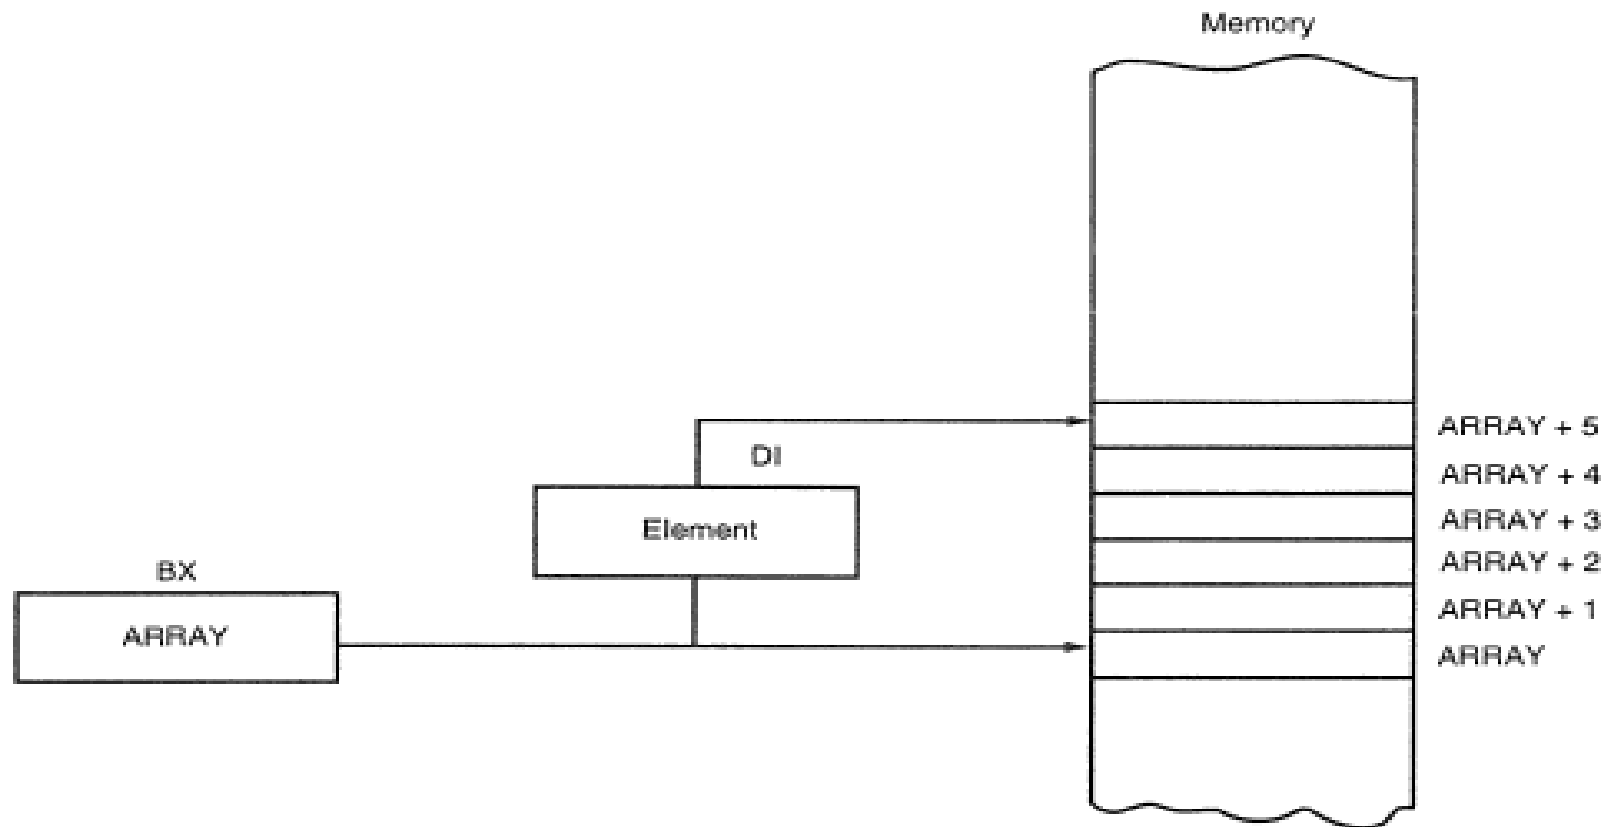 Memory
ARRAY + 5
DI
ARRAY + 4
Element
ARRAY + 3
ARRAY + 2
BX
ARRAY + 1
ARRAY
ARRAY